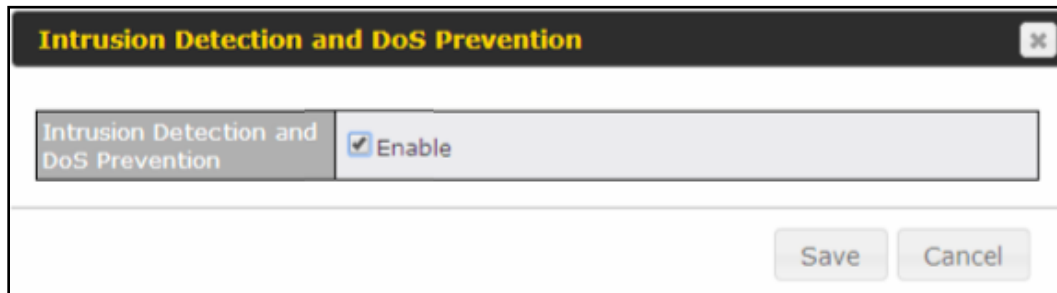 Intrusion Detection and DoS Prevention
Intrusion Detection and
DoS Prevention
Enable
Save
Cancel